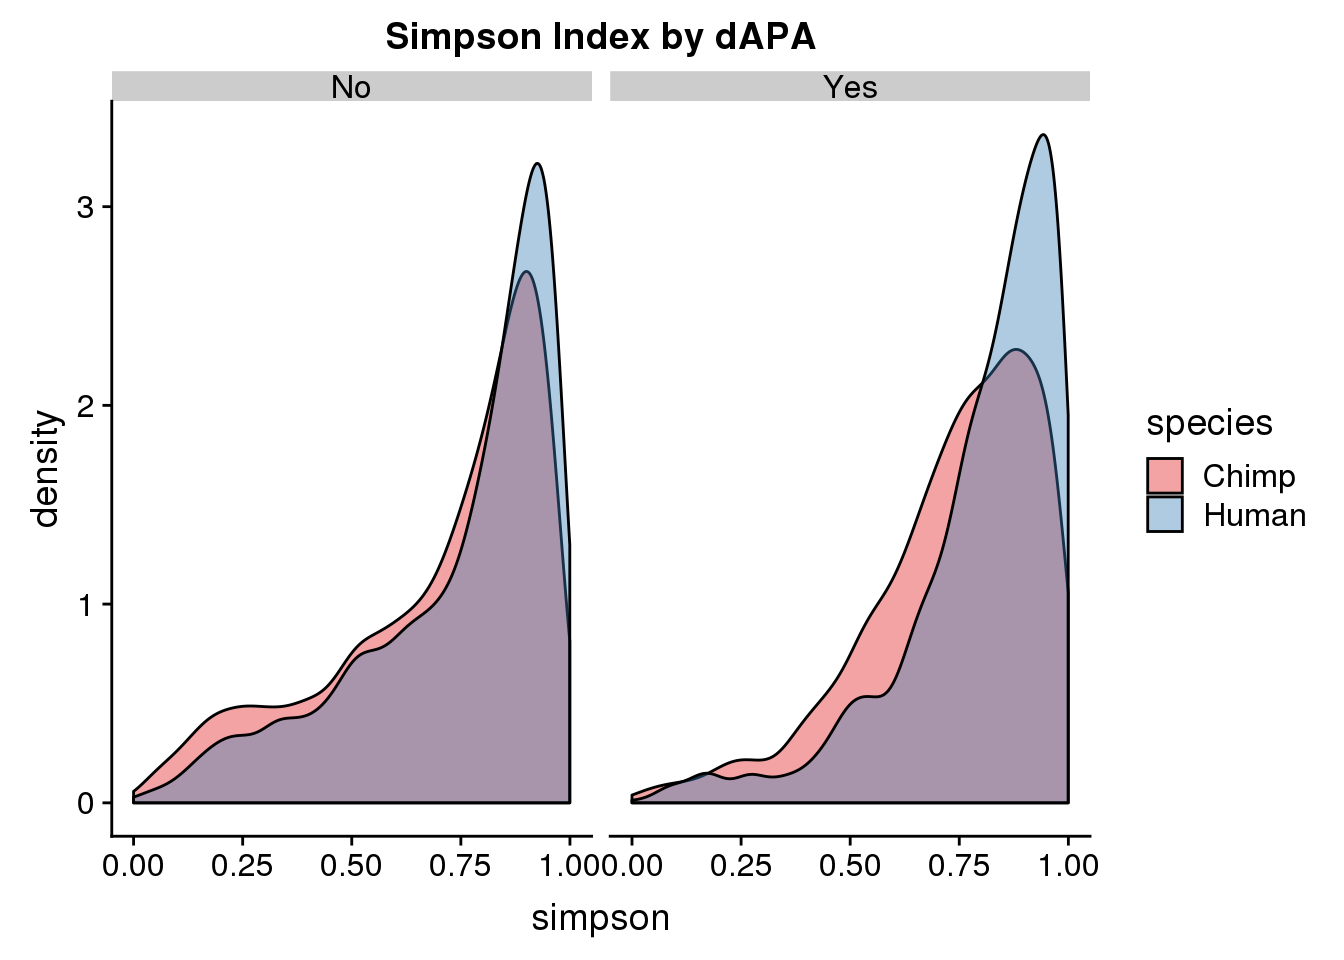 Simpson Index by dAPA
No
Yes
density
3
2
1
0
0.00 0.25 0.50 0.75 1.00
0.00 0.25 0.50 0.75 1.00
simpson
species
Chimp
Human